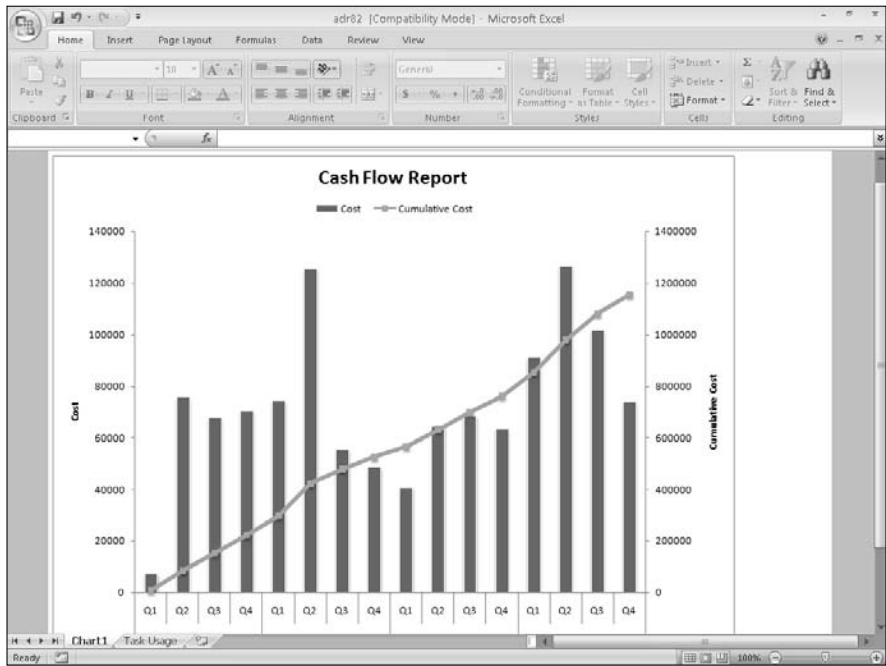 adr82 [Compatibility Mode] - Microsoft Excel
Home Insert Page Layout Formulas Data Review View
Paste
B I U
10
A A
General
$ % ,
Conditional Formatting
Format as Table
Cell Styles
Insert
Delete
Format
Σ
Sort & Filter
Find & Select
Clipboard Font Alignment Number Styles Cells Editing
fx
Cash Flow Report
Cost Cumulative Cost
140000 1400000
120000 1200000
100000 1000000
80000 800000
60000 600000
40000 400000
20000 200000
0 0
Cost
Cumulative Cost
Q1 Q2 Q3 Q4 Q1 Q2 Q3 Q4 Q1 Q2 Q3 Q4 Q1 Q2 Q3 Q4
Chart1 Task Usage
Ready 100%